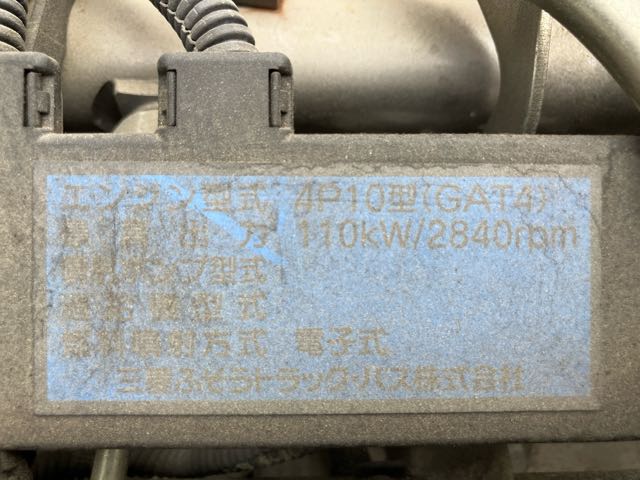 エンジン型式 4P10型(GAT4)
最高出力 110kW/2840rpm
燃料ポンプ型式
過給機型式
燃料噴射方式 電子式
三菱ふそうトラック・バス株式会社